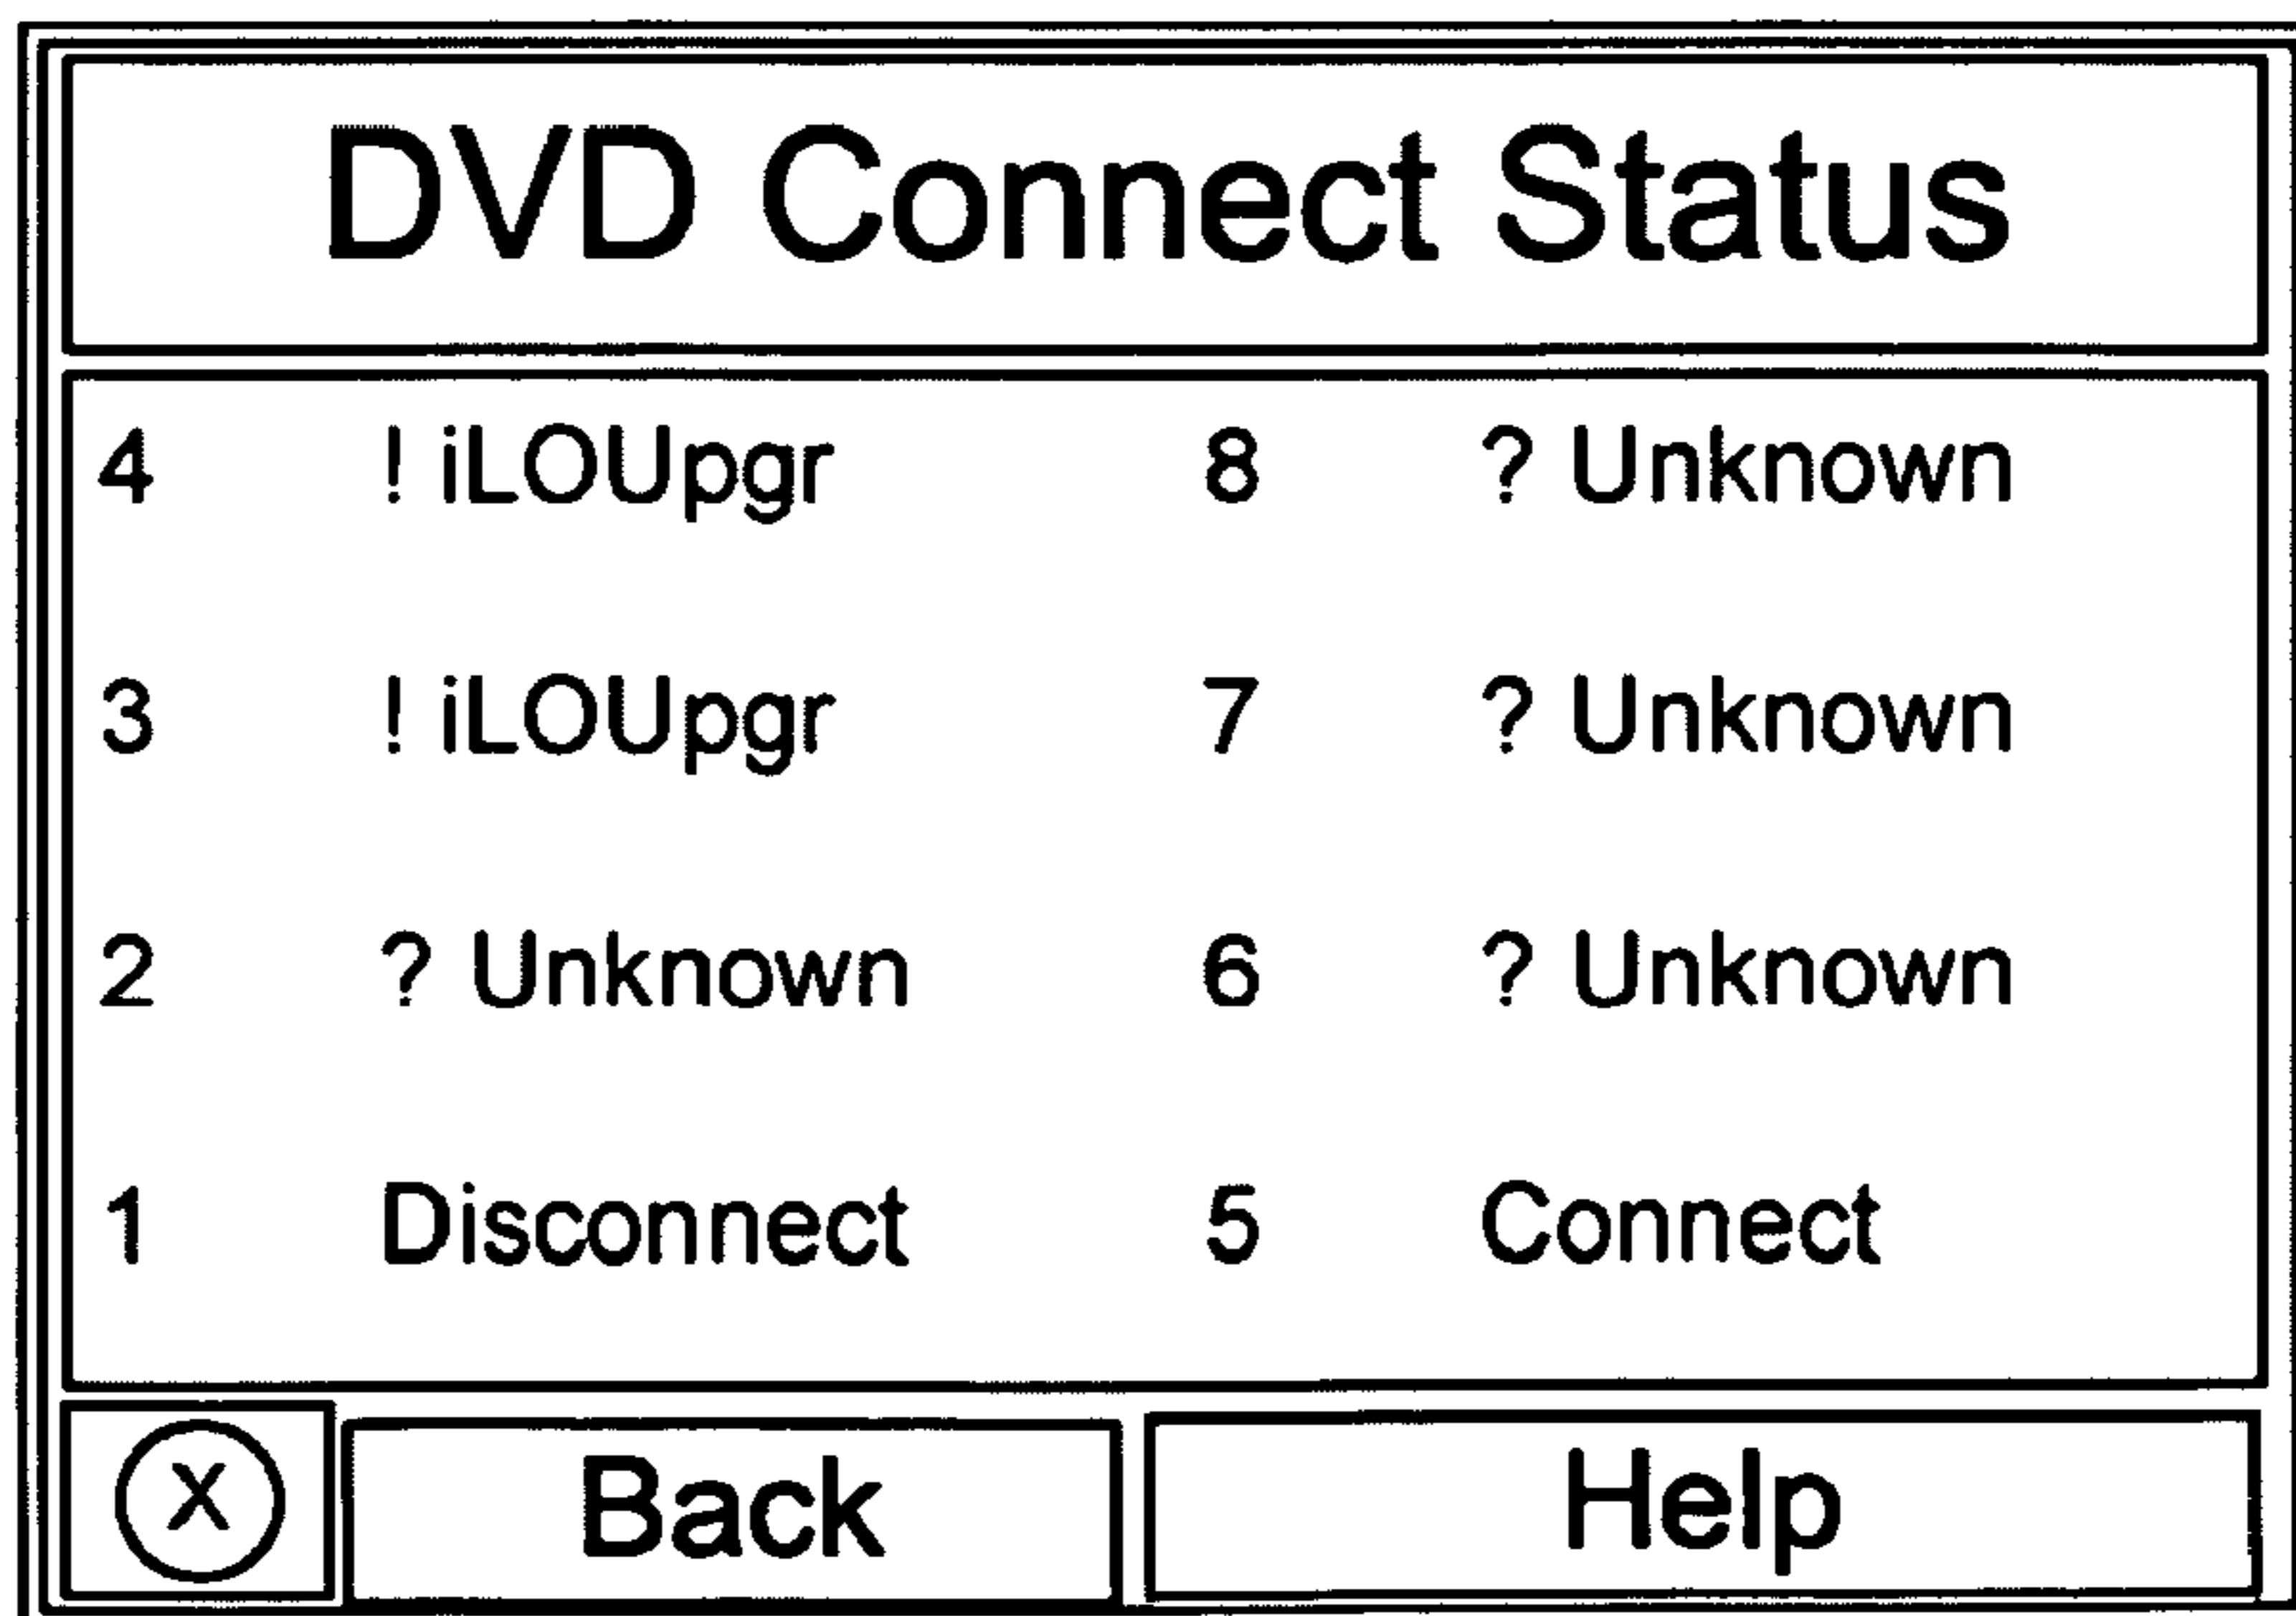 DVD Connect Status
4 ! iLOUpgr 8 ? Unknown
3 ! iLOUpgr 7 ? Unknown
2 ? Unknown 6 ? Unknown
1 Disconnect 5 Connect
X Back Help